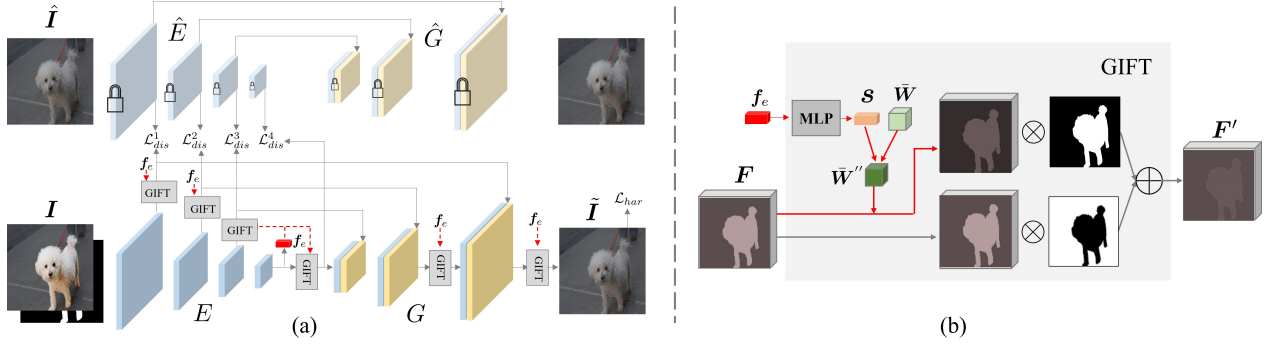 Î Ê Ĝ
L¹dis L²dis L³dis L⁴dis
fe
GIFT
fe
GIFT
GIFT
I
fe
GIFT
fe
GIFT
fe
GIFT
Ĩ
Lhar
E
G
(a)
GIFT
fe
MLP
s
W̄
W̄′′
F
F′
(b)